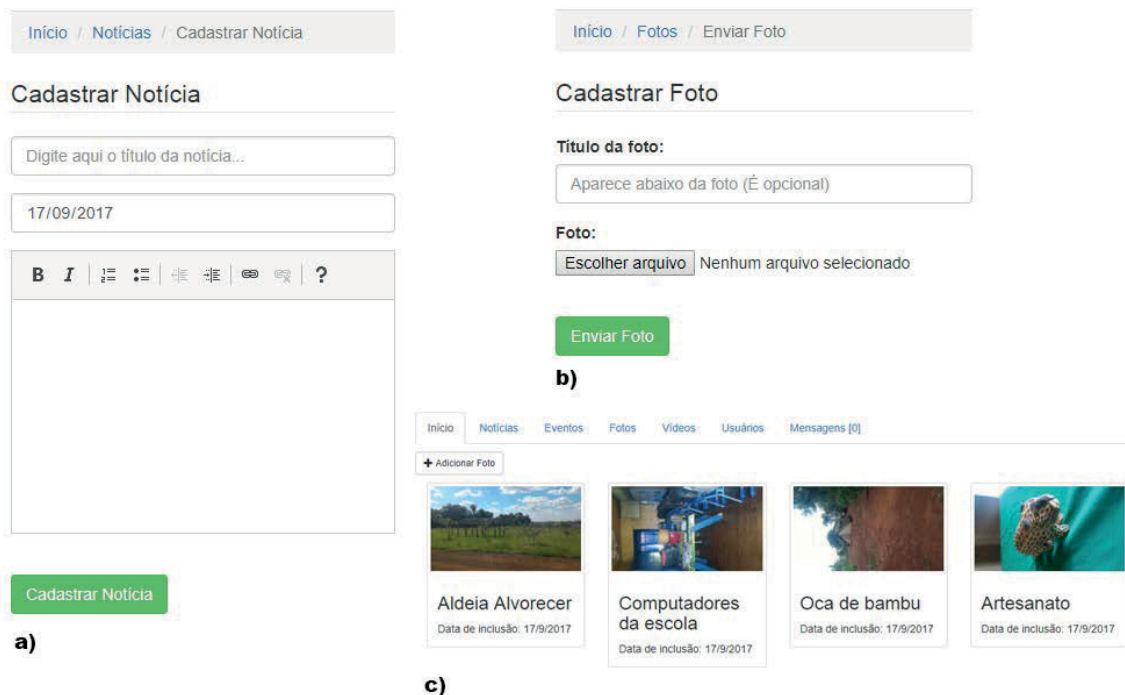 Início / Notícias / Cadastrar Notícia
Cadastrar Notícia
Digite aqui o título da notícia...
17/09/2017
B I ?
Cadastrar Notícia
a)
Início / Fotos / Enviar Foto
Cadastrar Foto
Título da foto:
Aparece abaixo da foto (É opcional)
Foto:
Escolher arquivo Nenhum arquivo selecionado
Enviar Foto
b)
Início Notícias Eventos Fotos Vídeos Usuários Mensagens [0]
+ Adicionar Foto
Aldeia Alvorecer
Data de inclusão: 17/9/2017
Computadores
da escola
Data de inclusão: 17/9/2017
Oca de bambu
Data de inclusão: 17/9/2017
Artesanato
Data de inclusão: 17/9/2017
c)